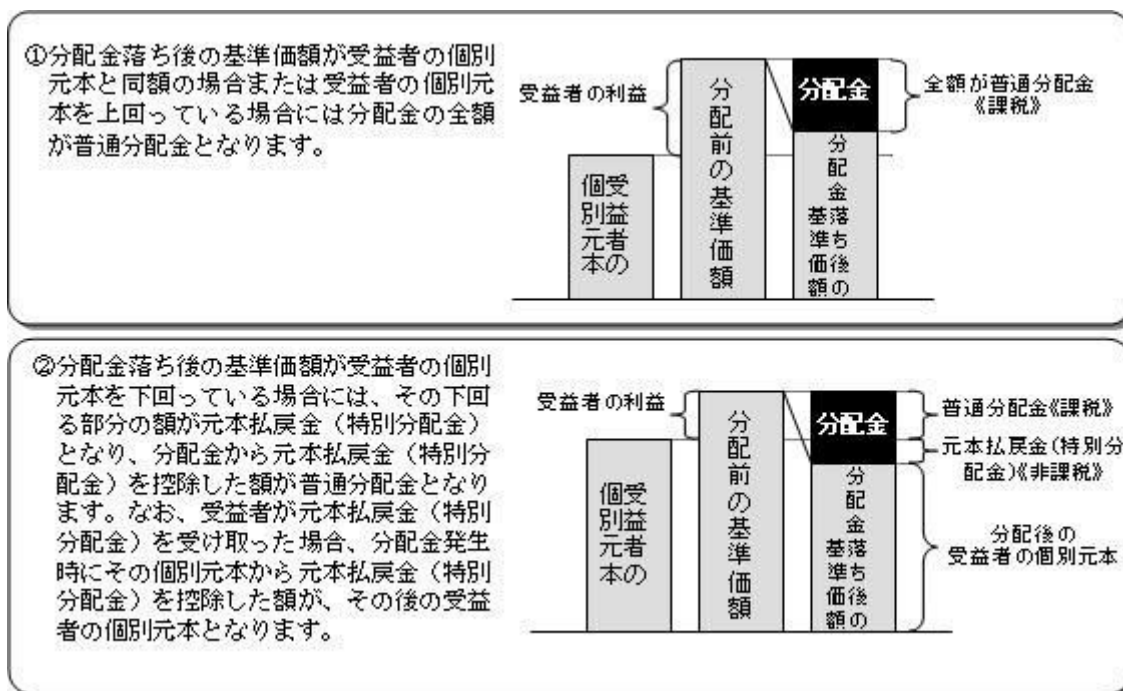 ①分配金落ち後の基準価額が受益者の個別
元本と同額の場合または受益者の個別元
本を上回っている場合には分配金の全額
が普通分配金となります。
受益者の利益
受益者の
個別元本
分配前の基準価額
分配金
分配金落ち後の
基準価額
全額が普通分配金
《課税》
②分配金落ち後の基準価額が受益者の個別
元本を下回っている場合には、その下回
る部分の額が元本払戻金（特別分配金）
となり、分配金から元本払戻金（特別分
配金）を控除した額が普通分配金となり
ます。なお、受益者が元本払戻金（特別
分配金）を受け取った場合、分配金発生
時にその個別元本から元本払戻金（特別
分配金）を控除した額が、その後の受益
者の個別元本となります。
受益者の利益
受益者の
個別元本
分配前の基準価額
分配金
分配金落ち後の
基準価額
普通分配金《課税》
元本払戻金(特別分
配金)《非課税》
分配後の
受益者の個別元本